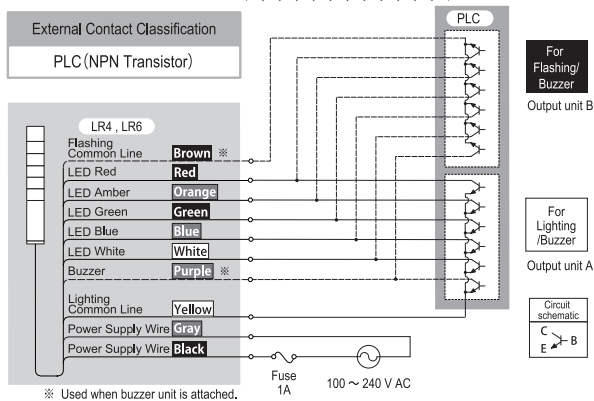 External Contact Classification
PLC(NPN Transistor)
PLC
For
Flashing/
Buzzer
Output unit B
LR4 , LR6
Flashing
Common Line Brown ※
LED Red Red
LED Amber Orange
LED Green Green
LED Blue Blue
LED White White
Buzzer Purple ※
Lighting
Common Line Yellow
Power Supply Wire Gray
Power Supply Wire Black
For
Lighting
/Buzzer
Output unit A
Circuit
schematic
C
B
E
Fuse
1A
100 ～ 240 V AC
※ Used when buzzer unit is attached.